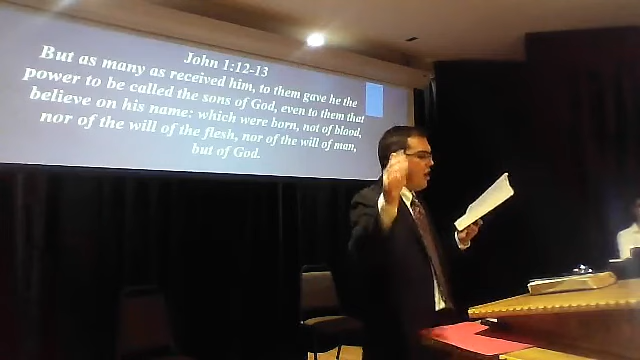 John 1:12-13
But as many as received him, to them gave he the
power to be called the sons of God, even to them that
believe on his name: which were born, not of blood,
nor of the will of the flesh, nor of the will of man,
but of God.